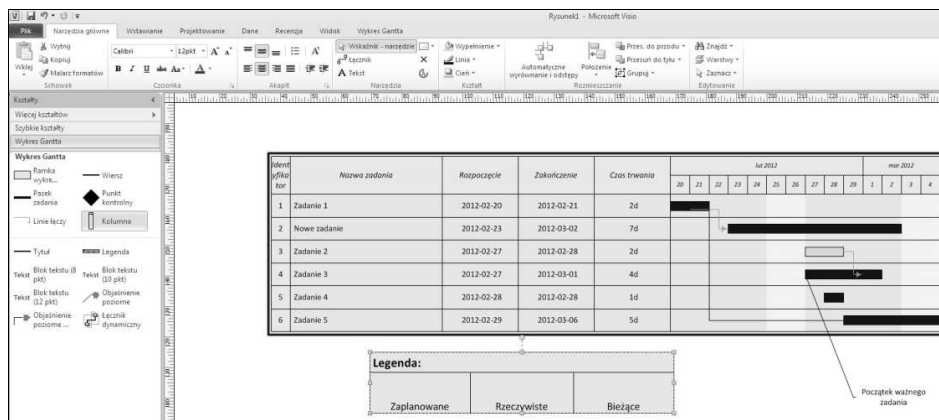 Rysunek1 - Microsoft Visio
Plik Narzędzia główne Wstawianie Projektowanie Dane Recenzja Widok Wykres Gantta
Wklej
Wytnij
Kopiuj
Malarz formatów
Schowek
Calibri 12pkt A A
B I U abc Aa A
Czcionka
Akapit
Wskaźnik - narzędzie
Łącznik
A Tekst
Narzędzia
Wypełnienie
Linia
Cień
Kształt
Automatyczne
wyrównanie i odstępy
Położenie
Przes. do przodu
Przesuń do tyłu
Grupuj
Rozmieszczanie
Znajdź
Warstwy
Zaznacz
Edytowanie
Kształty
Więcej kształtów
Szybkie kształty
Wykres Gantta
Wykres Gantta
Ramka
wykre...
Wiersz
Pasek
zadania
Punkt
kontrolny
Linie łączy
Kolumna
Tytuł
Legenda
Tekst Blok tekstu (8
pkt)
Tekst Blok tekstu
(10 pkt)
Tekst Blok tekstu
(12 pkt)
Objaśnienie
poziome
Objaśnienie
poziome ...
Łącznik
dynamiczny
Ident
yfika
tor
Nazwa zadania
Rozpoczęcie
Zakończenie
Czas trwania
lut 2012
mar 2012
20 21 22 23 24 25 26 27 28 29 1 2 3 4
1 Zadanie 1 2012-02-20 2012-02-21 2d
2 Nowe zadanie 2012-02-23 2012-03-02 7d
3 Zadanie 2 2012-02-27 2012-02-28 2d
4 Zadanie 3 2012-02-27 2012-03-01 4d
5 Zadanie 4 2012-02-28 2012-02-28 1d
6 Zadanie 5 2012-02-29 2012-03-06 5d
Legenda:
Zaplanowane Rzeczywiste Bieżące
Początek ważnego
zadania